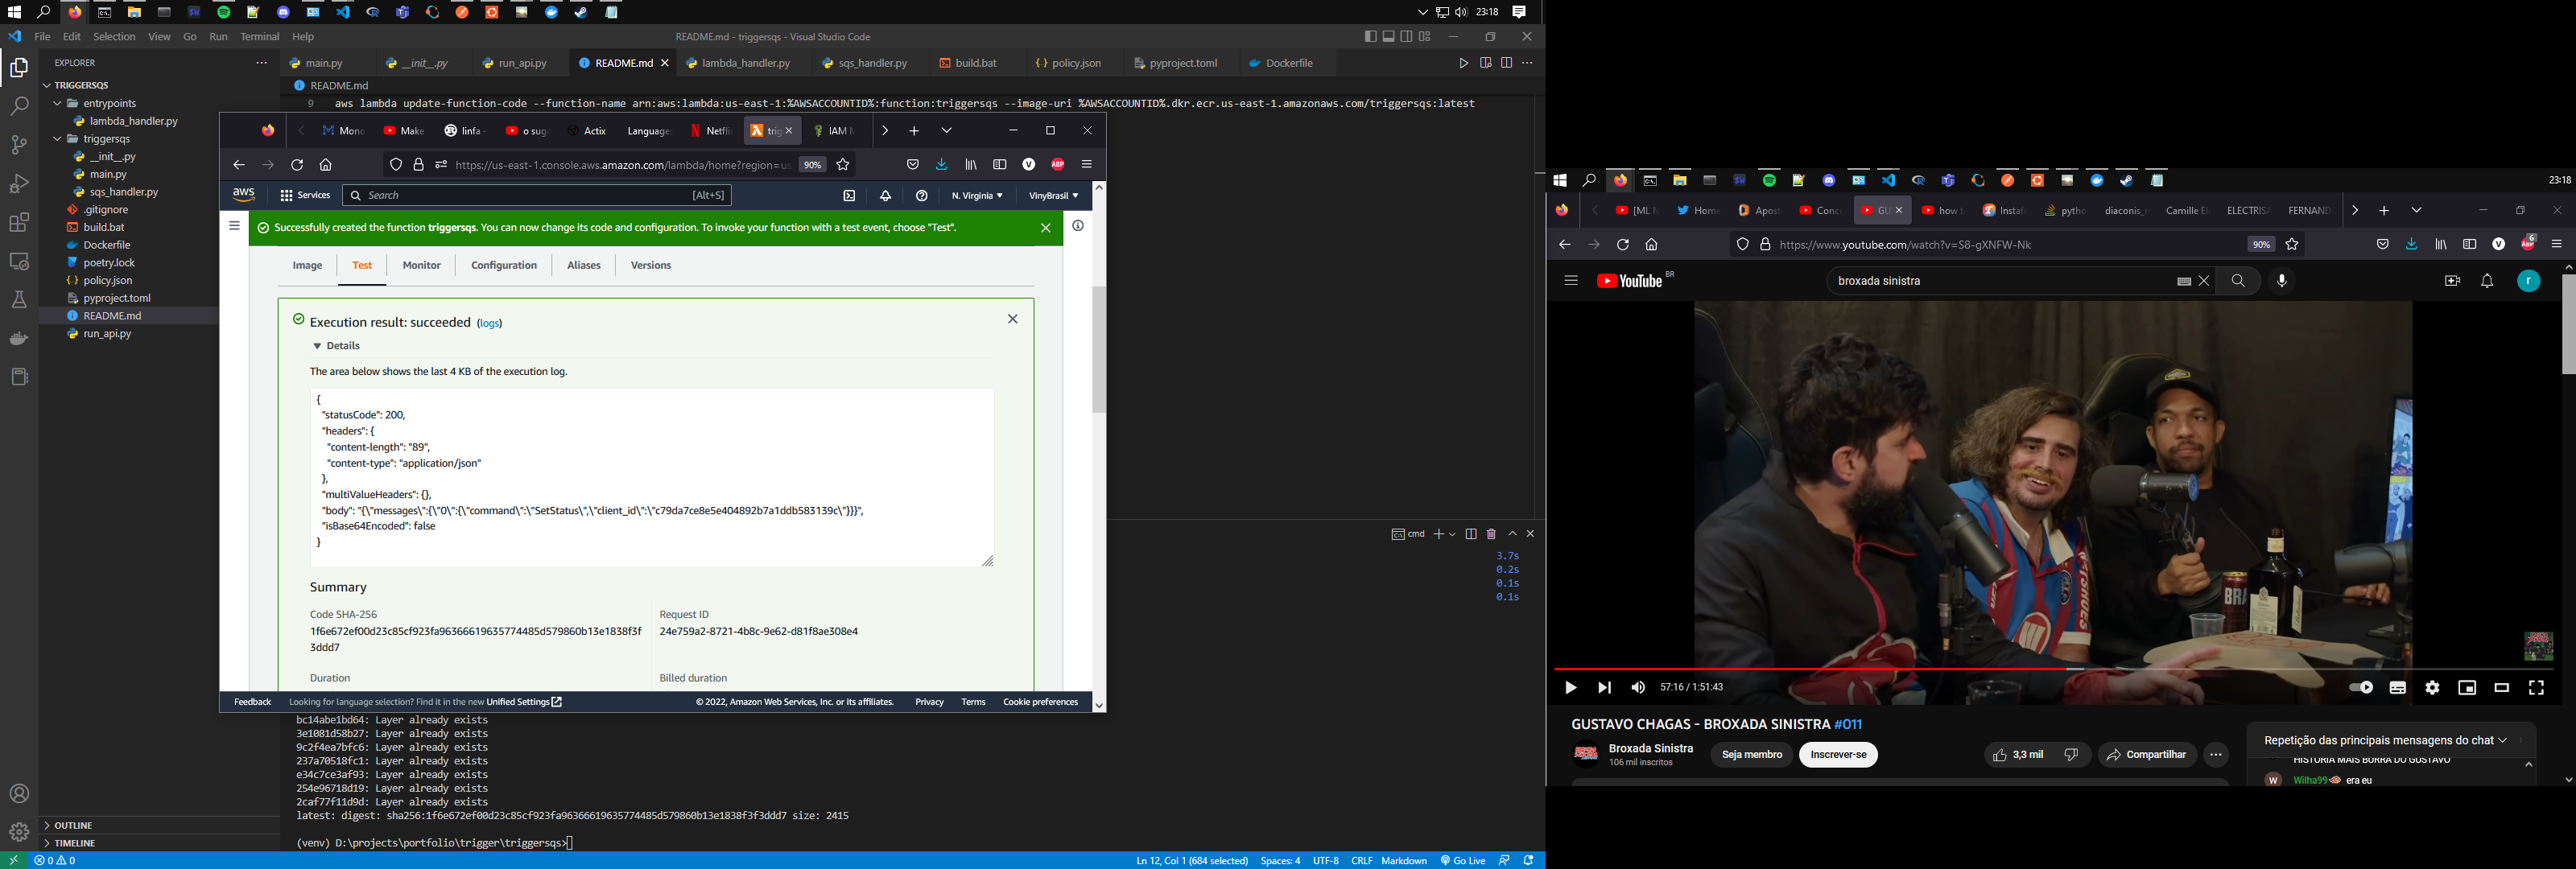 23:18
File Edit Selection View Go Run Terminal Help
README.md - triggersqs - Visual Studio Code
EXPLORER
TRIGGERSQS
entrypoints
lambda_handler.py
triggersqs
__init__.py
main.py
sqs_handler.py
.gitignore
build.bat
Dockerfile
poetry.lock
policy.json
pyproject.toml
README.md
run_api.py
OUTLINE
TIMELINE
main.py __init__.py run_api.py README.md lambda_handler.py sqs_handler.py build.bat policy.json pyproject.toml Dockerfile
README.md
9 aws lambda update-function-code --function-name arn:aws:lambda:us-east-1:%AWSACCOUNTID%:function:triggersqs --image-uri %AWSACCOUNTID%.dkr.ecr.us-east-1.amazonaws.com/triggersqs:latest
Mono Make linfa - o sug Actix Language Netfli trig IAM M
https://us-east-1.console.aws.amazon.com/lambda/home?region=us 90%
ABP
aws Services Search [Alt+S] N. Virginia VinyBrasil
Successfully created the function triggersqs. You can now change its code and configuration. To invoke your function with a test event, choose "Test".
Image Test Monitor Configuration Aliases Versions
Execution result: succeeded (logs)
Details
The area below shows the last 4 KB of the execution log.
{
"statusCode": 200,
"headers": {
"content-length": "89",
"content-type": "application/json"
},
"multiValueHeaders": {},
"body": "{\"messages\":{\"0\":{\"command\":\"SetStatus\",\"client_id\":\"c79da7ce8e5e404892b7a1ddb583139c\"}}}",
"isBase64Encoded": false
}
Summary
Code SHA-256 Request ID
1f6e672ef00d23c85cf923fa96366619635774485d579860b13e1838f3f 24e759a2-8721-4b8c-9e62-d81f8ae308e4
3ddd7
Duration Billed duration
Feedback Looking for language selection? Find it in the new Unified Settings © 2022, Amazon Web Services, Inc. or its affiliates. Privacy Terms Cookie preferences
cmd
3.7s
0.2s
0.1s
0.1s
bc14abe1bd64: Layer already exists
3e1081d58b27: Layer already exists
9c2f4ea7bfc6: Layer already exists
237a70518fc1: Layer already exists
e34c7ce3af93: Layer already exists
254e96718d19: Layer already exists
2caf77f11d9d: Layer already exists
latest: digest: sha256:1f6e672ef00d23c85cf923fa96366619635774485d579860b13e1838f3f3ddd7 size: 2415
(venv) D:\projects\portfolio\trigger\triggersqs>
0 0 Ln 12, Col 1 (684 selected) Spaces: 4 UTF-8 CRLF Markdown Go Live
23:18
[ML N Home Apost Conc GU how t Instaf pytho diaconis_ Camille El ELECTRISA FERNAND
https://www.youtube.com/watch?v=S8-gXNFW-Nk 90%
6
YouTube BR
broxada sinistra
r
57:16 / 1:51:43
GUSTAVO CHAGAS - BROXADA SINISTRA #011
Broxada Sinistra
106 mil inscritos
Seja membro Inscrever-se 3,3 mil Compartilhar
Repetição das principais mensagens do chat
HISTORIA MAIS BURRA DO GUSTAVO
W Wilha99 era eu